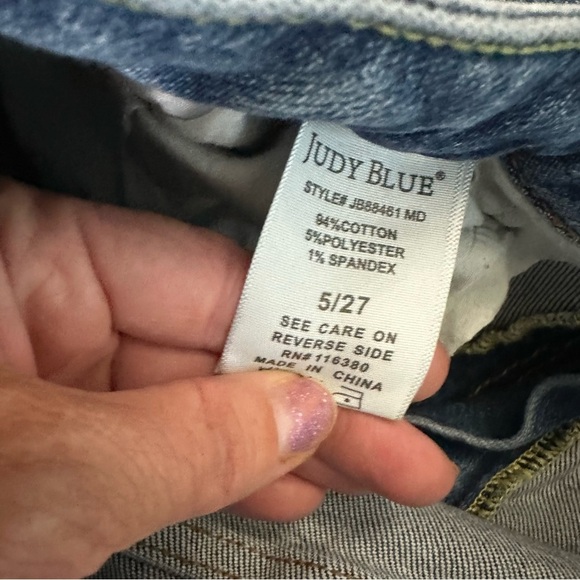 JUDY BLUE®
STYLE# JB88461 MD
94%COTTON
5%POLYESTER
1% SPANDEX
5/27
SEE CARE ON
REVERSE SIDE
RN# 116380
MADE IN CHINA